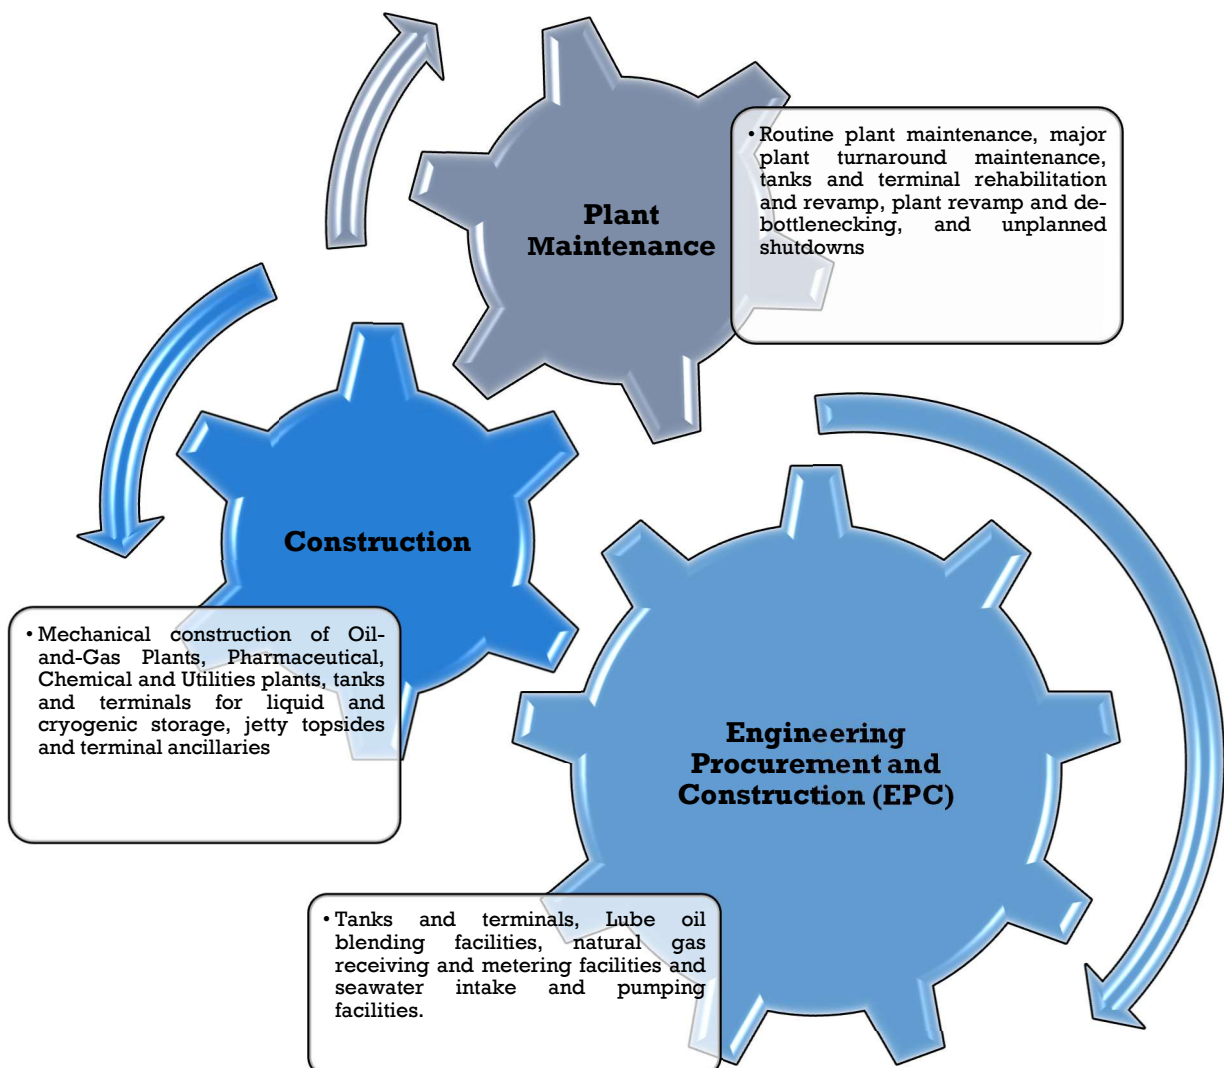 Plant
Maintenance
• Routine plant maintenance, major
plant turnaround maintenance,
tanks and terminal rehabilitation
and revamp, plant revamp and de-
bottlenecking, and unplanned
shutdowns
Construction
• Mechanical construction of Oil-
and-Gas Plants, Pharmaceutical,
Chemical and Utilities plants, tanks
and terminals for liquid and
cryogenic storage, jetty topsides
and terminal ancillaries
Engineering
Procurement and
Construction (EPC)
• Tanks and terminals, Lube oil
blending facilities, natural gas
receiving and metering facilities and
seawater intake and pumping
facilities.